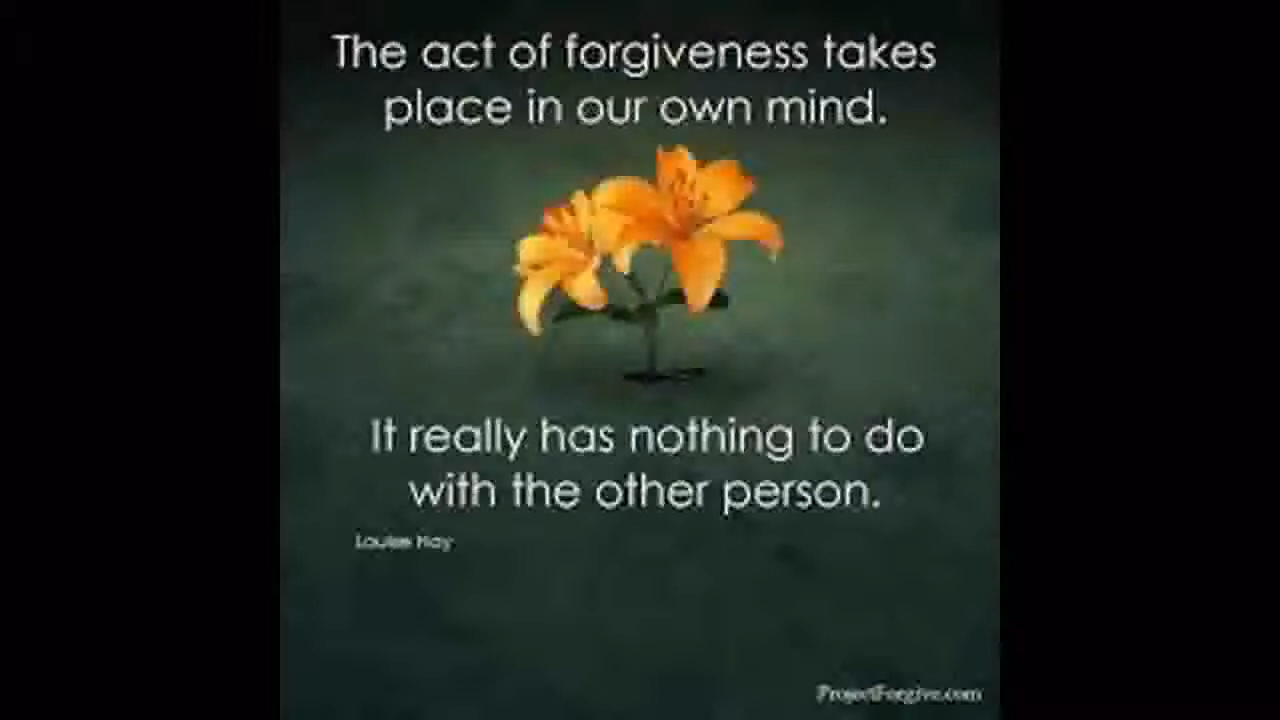 The act of forgiveness takes
place in our own mind.
It really has nothing to do
with the other person.
Louise Hay
ProjectForgive.com